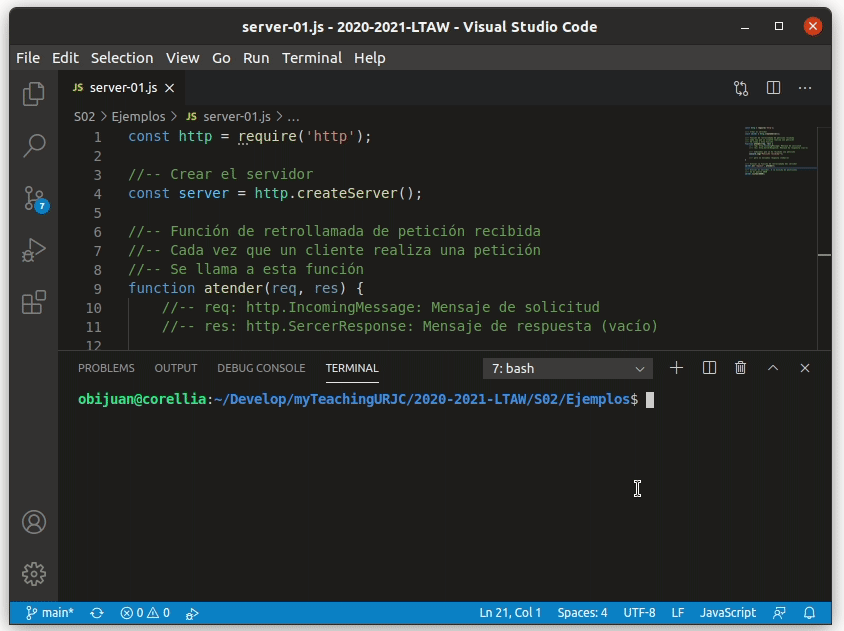 server-01.js - 2020-2021-LTAW - Visual Studio Code
File Edit Selection View Go Run Terminal Help
JS server-01.js
S02 > Ejemplos > JS server-01.js > ...
1 const http = require('http');
2
3 //-- Crear el servidor
4 const server = http.createServer();
5
6 //-- Función de retrollamada de petición recibida
7 //-- Cada vez que un cliente realiza una petición
8 //-- Se llama a esta función
9 function atender(req, res) {
10 //-- req: http.IncomingMessage: Mensaje de solicitud
11 //-- res: http.SercerResponse: Mensaje de respuesta (vacío)
12
7
PROBLEMS OUTPUT DEBUG CONSOLE TERMINAL 7: bash
obijuan@corellia:~/Develop/myTeachingURJC/2020-2021-LTAW/S02/Ejemplos$
main* 0 0 Ln 21, Col 1 Spaces: 4 UTF-8 LF JavaScript